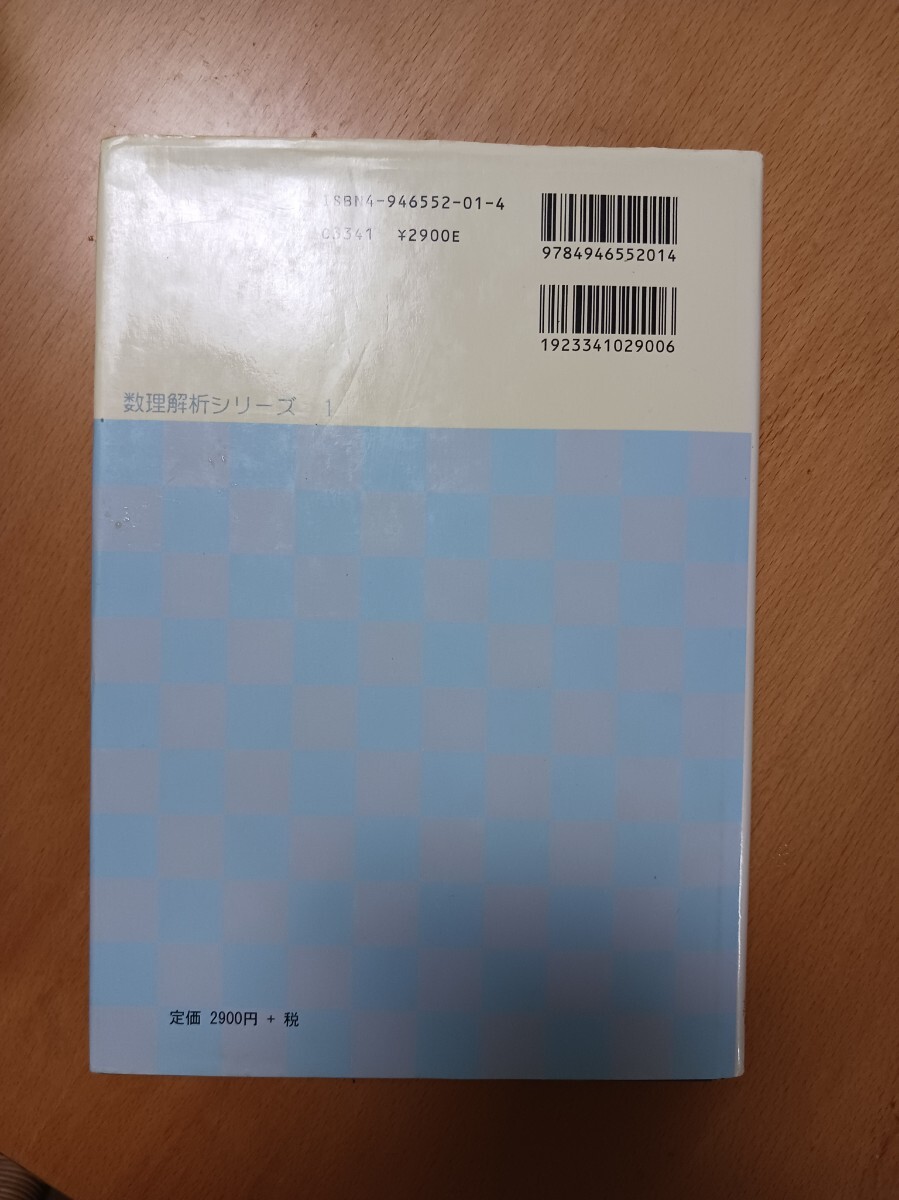 ISBN4-946552-01-4
C3341 ¥2900E
9784946552014
1923341029006
数理解析シリーズ 1
定価 2900円 + 税